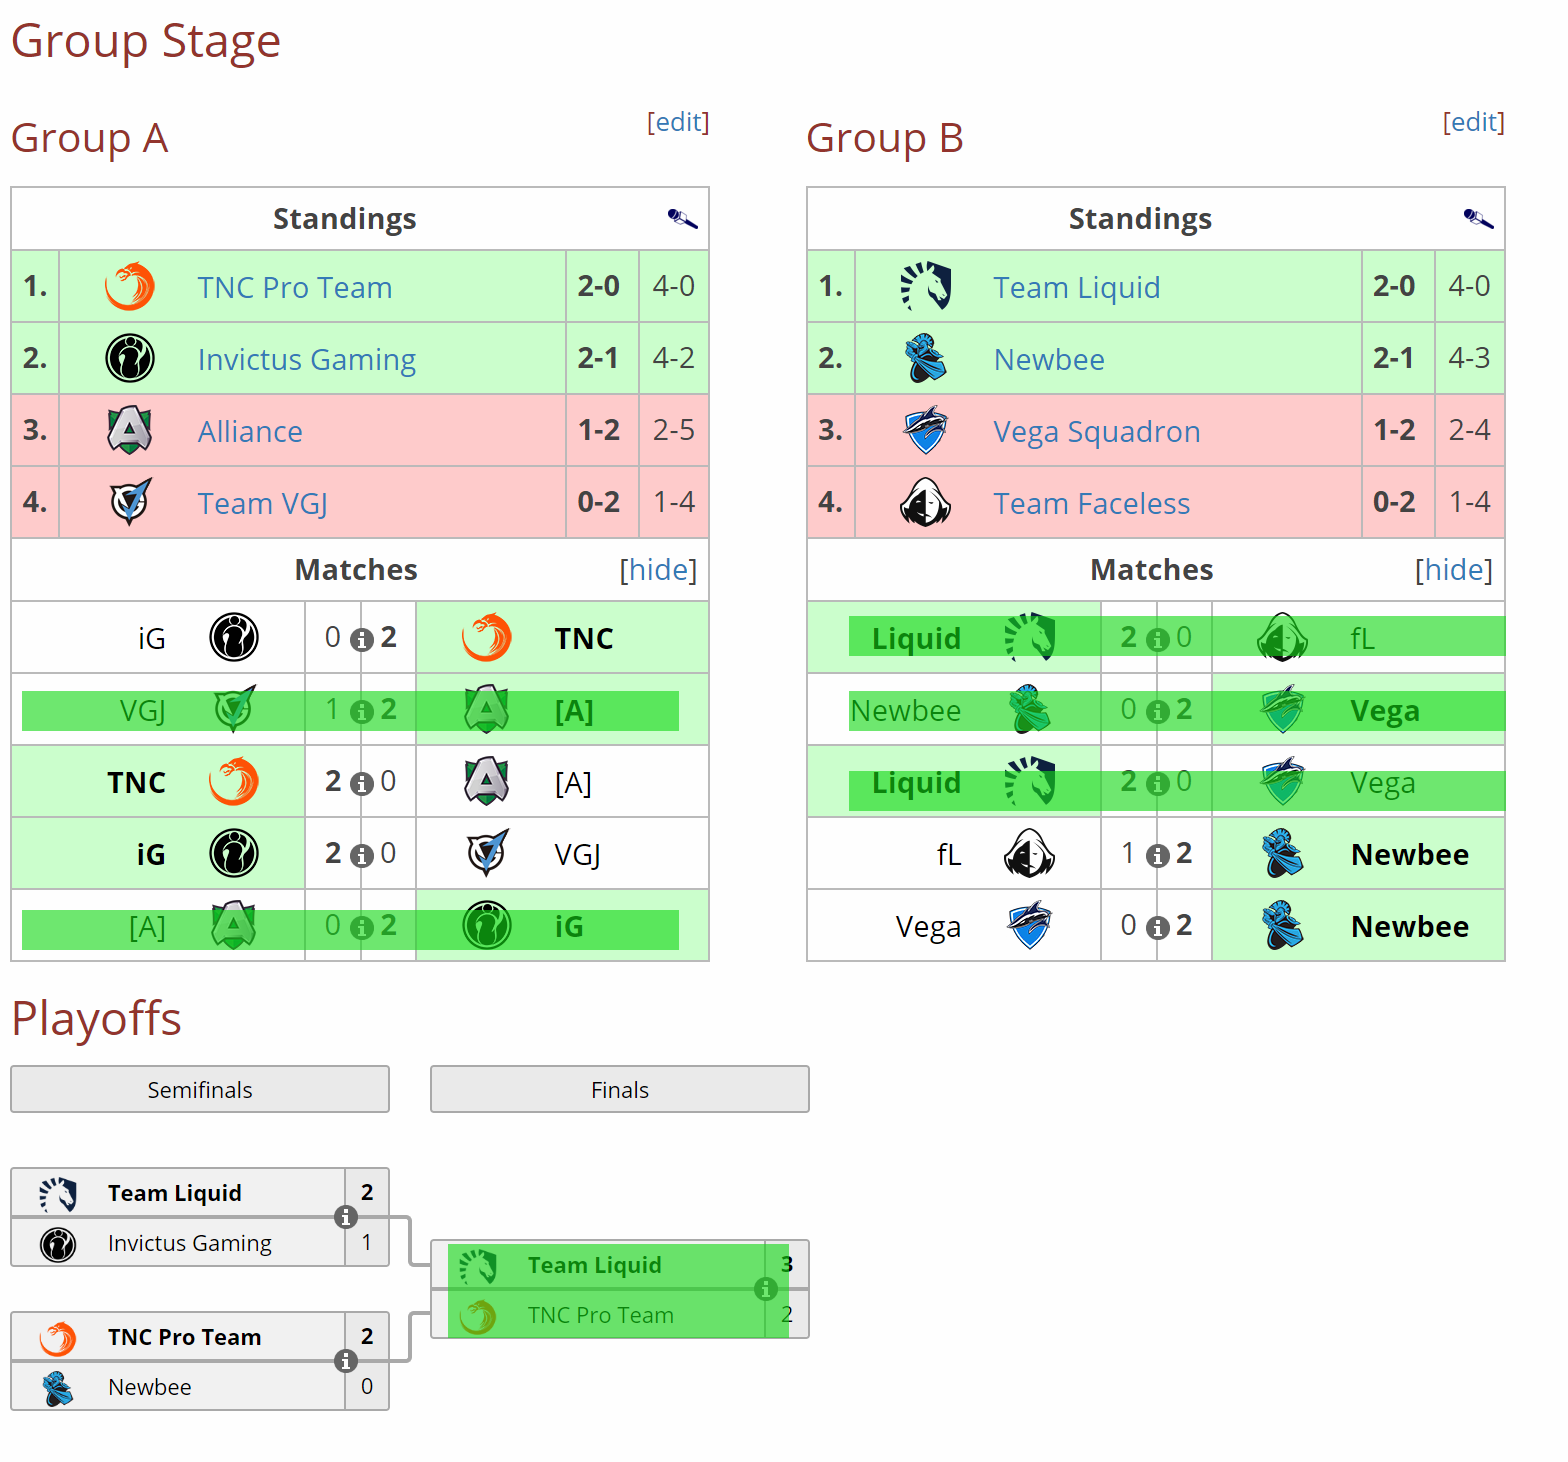 Group Stage
Group A
[edit]
Standings
1. TNC Pro Team 2-0 4-0
2. Invictus Gaming 2-1 4-2
3. Alliance 1-2 2-5
4. Team VGJ 0-2 1-4
Matches [hide]
iG 0 2 TNC
VGJ 1 2 [A]
TNC 2 0 [A]
iG 2 0 VGJ
[A] 0 2 iG
Group B
[edit]
Standings
1. Team Liquid 2-0 4-0
2. Newbee 2-1 4-3
3. Vega Squadron 1-2 2-4
4. Team Faceless 0-2 1-4
Matches [hide]
Liquid 2 0 fL
Newbee 0 2 Vega
Liquid 2 0 Vega
fL 1 2 Newbee
Vega 0 2 Newbee
Playoffs
Semifinals
Team Liquid 2
Invictus Gaming 1
TNC Pro Team 2
Newbee 0
Finals
Team Liquid 3
TNC Pro Team 2